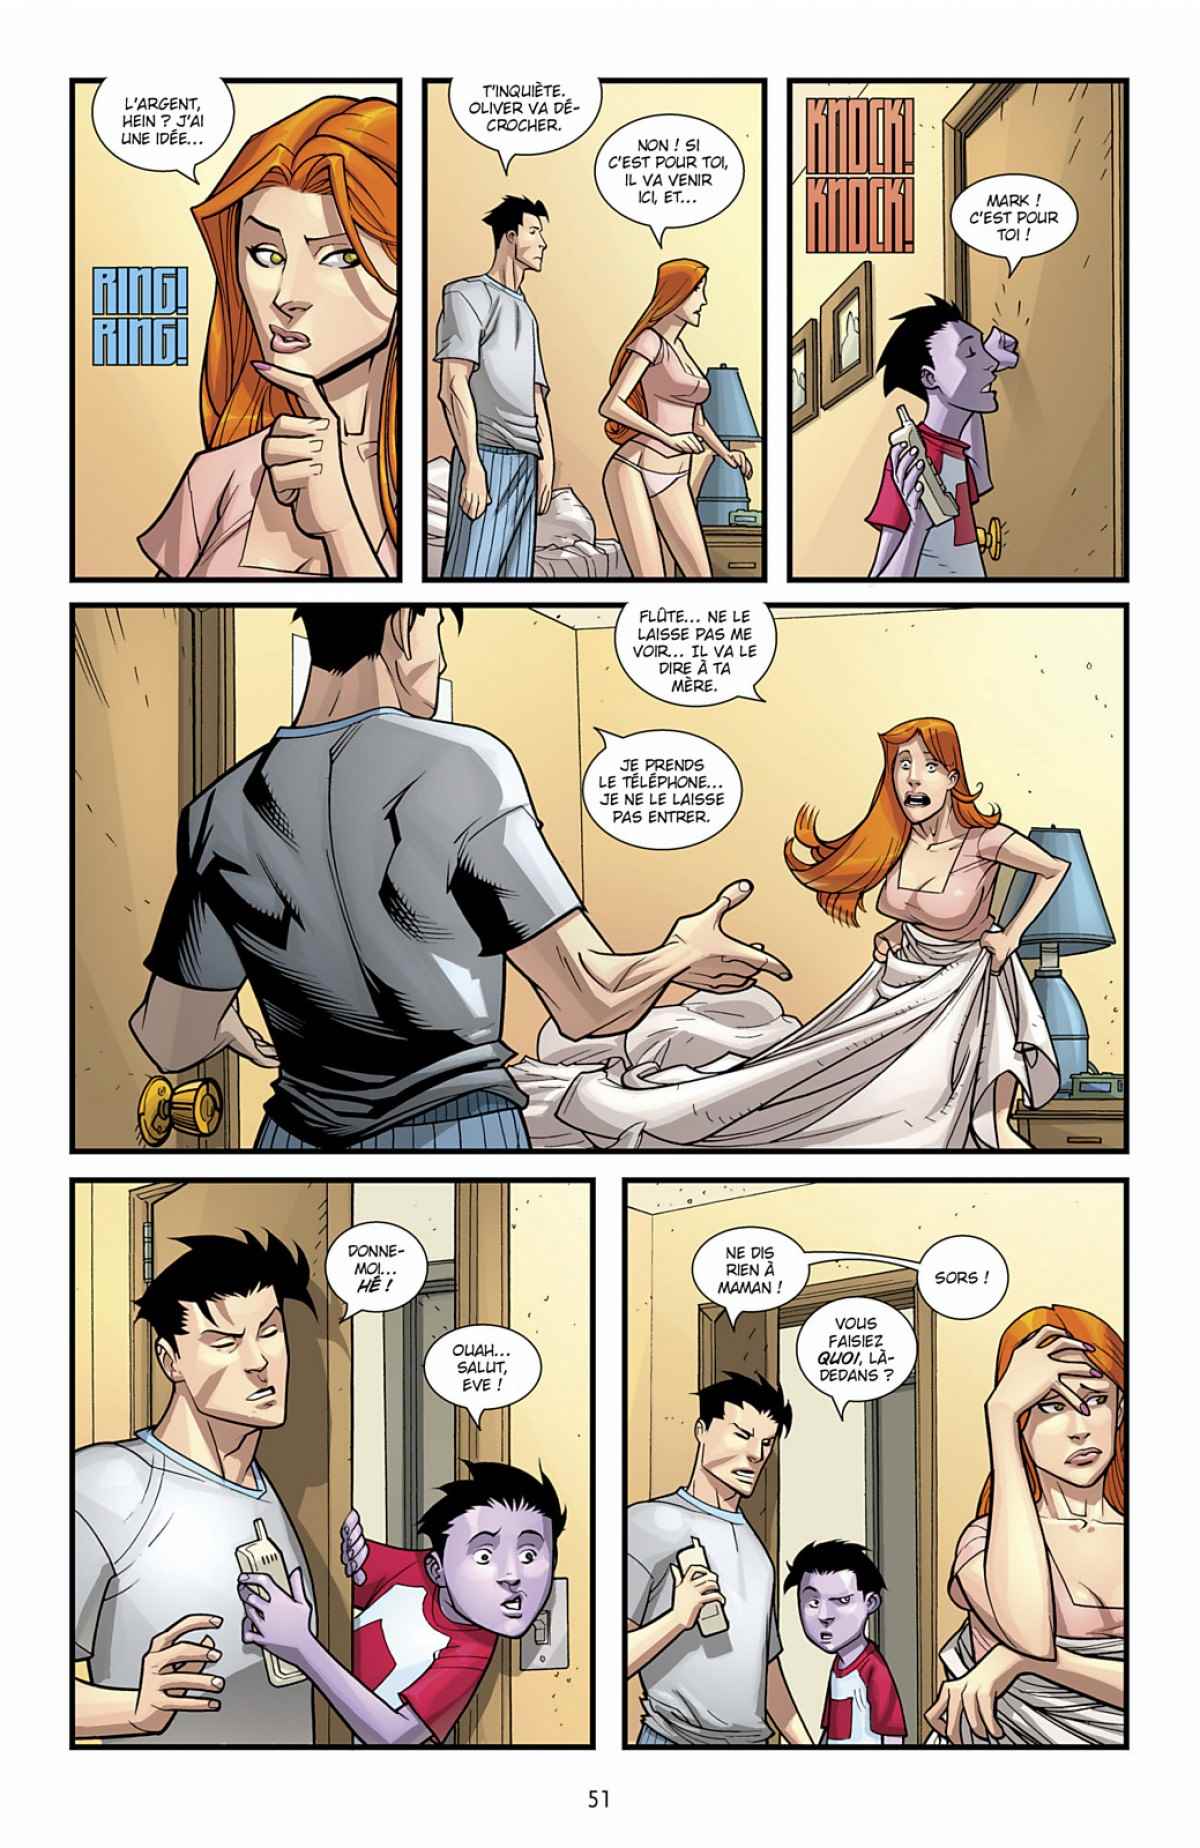 L'ARGENT,
HEIN ? J'AI
UNE IDÉE...
RING!
RING!
T'INQUIÈTE.
OLIVER VA DÉ-
CROCHER.
NON ! SI
C'EST POUR TOI,
IL VA VENIR
ICI, ET...
KNOCK!
KNOCK!
MARK !
C'EST POUR
TOI !
FLÛTE... NE LE
LAISSE PAS ME
VOIR... IL VA LE
DIRE À TA
MÈRE.
JE PRENDS
LE TÉLÉPHONE...
JE NE LE LAISSE
PAS ENTRER.
DONNE-
MOI...
HÉ !
OUAH...
SALUT,
EVE !
NE DIS
RIEN À
MAMAN !
SORS !
VOUS
FAISIEZ
QUOI, LÀ-
DEDANS ?
51